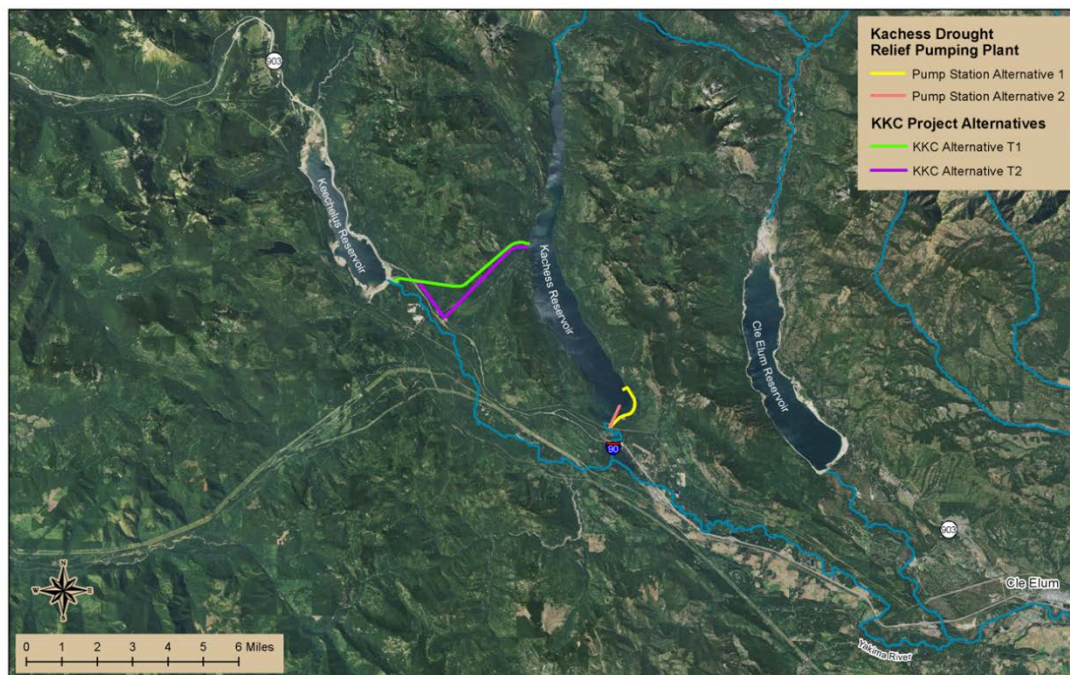 Kachess Drought
Relief Pumping Plant
Pump Station Alternative 1
Pump Station Alternative 2
KKC Project Alternatives
KKC Alternative T1
KKC Alternative T2
903
Keechelus Reservoir
Kachess Reservoir
Cle Elum Reservoir
90
903
Cle Elum
Yakima River
N
W E
S
0 1 2 3 4 5 6 Miles